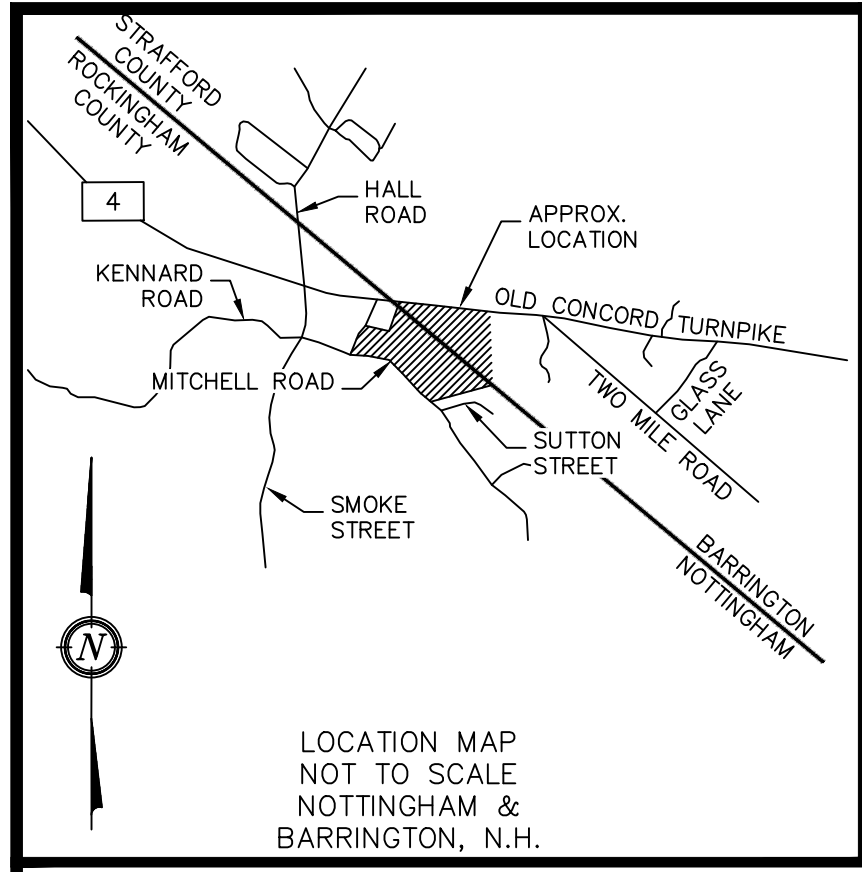 STRAFFORD
COUNTY
ROCKINGHAM
COUNTY
4
HALL
ROAD
APPROX.
LOCATION
KENNARD
ROAD
OLD CONCORD TURNPIKE
MITCHELL ROAD
TWO MILE ROAD
GLASS
LANE
SUTTON
STREET
SMOKE
STREET
BARRINGTON
NOTTINGHAM
N
LOCATION MAP
NOT TO SCALE
NOTTINGHAM &
BARRINGTON, N.H.